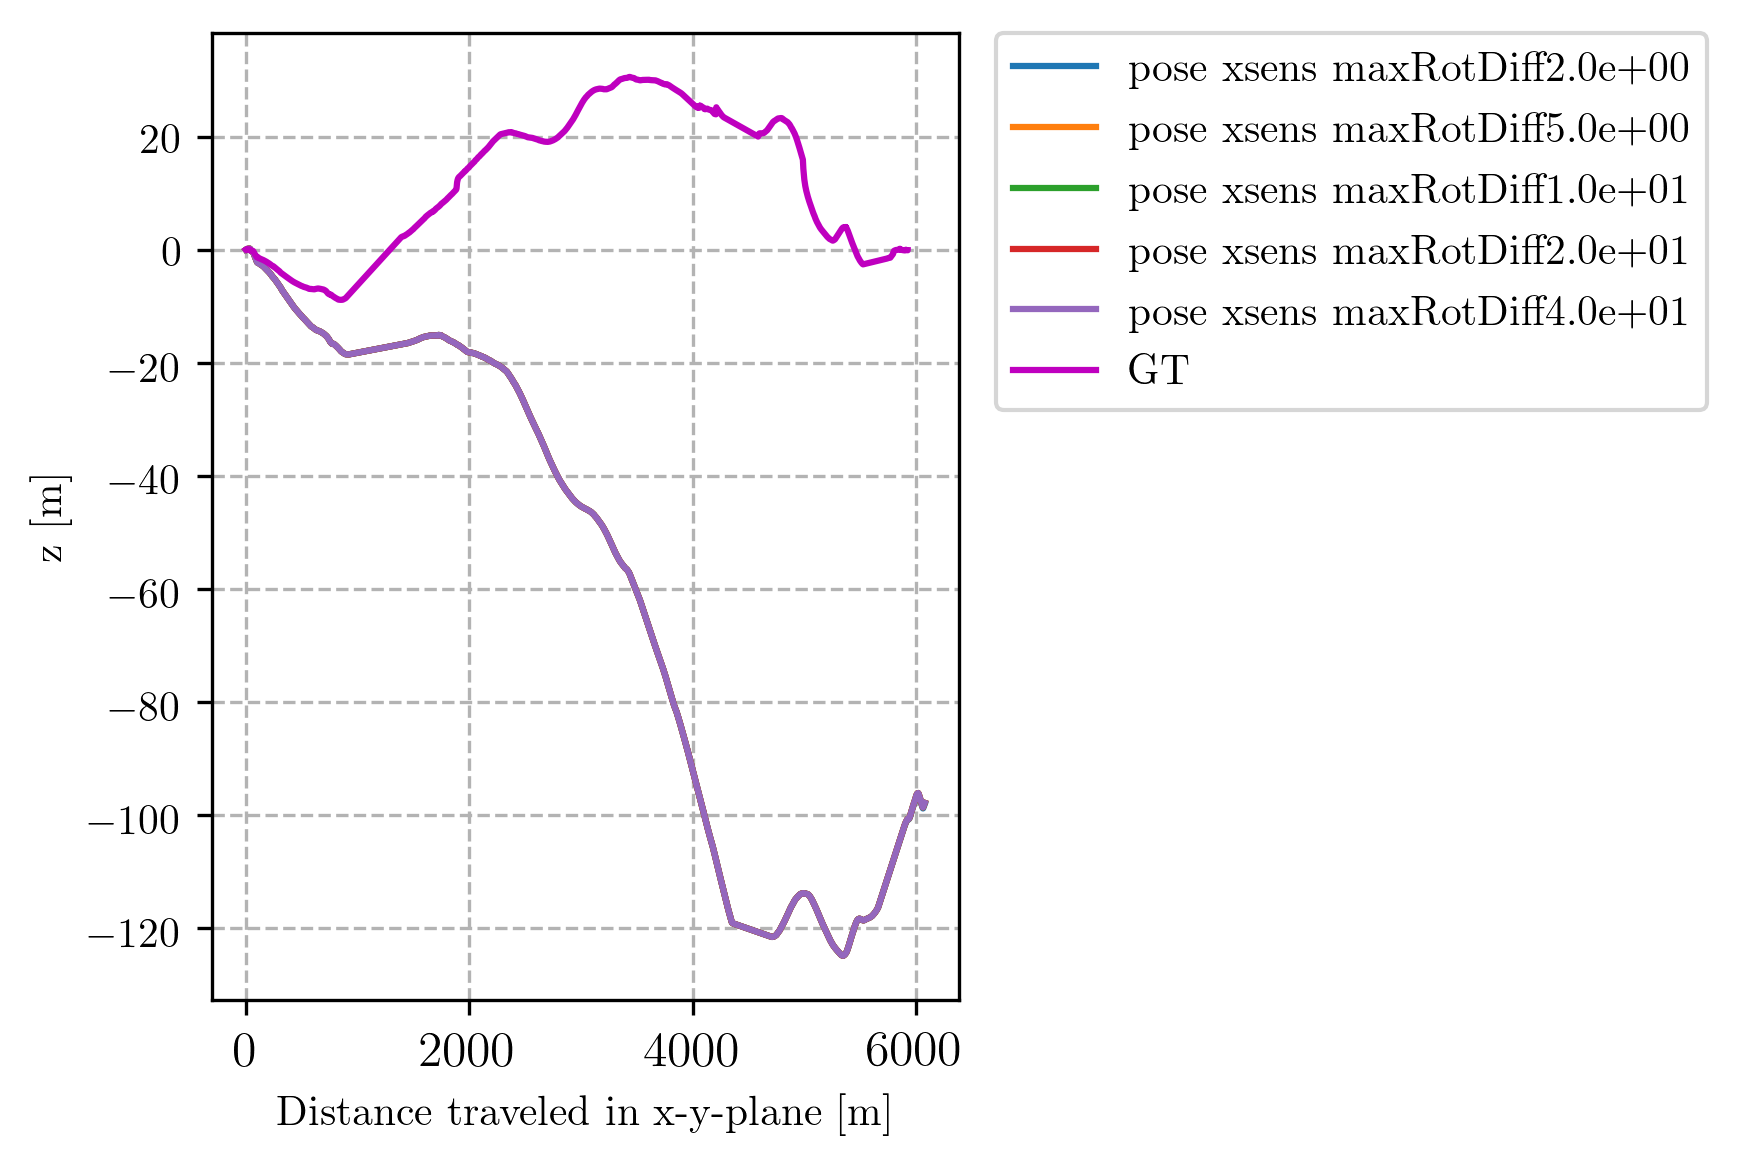 z [m]
20
0
−20
−40
−60
−80
−100
−120
0 2000 4000 6000
Distance traveled in x-y-plane [m]
pose xsens maxRotDiff2.0e+00
pose xsens maxRotDiff5.0e+00
pose xsens maxRotDiff1.0e+01
pose xsens maxRotDiff2.0e+01
pose xsens maxRotDiff4.0e+01
GT